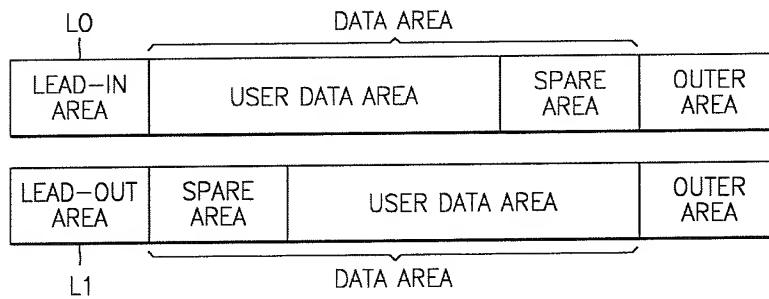 L0
DATA AREA
LEAD-IN
AREA
USER DATA AREA
SPARE
AREA
OUTER
AREA
LEAD-OUT
AREA
SPARE
AREA
USER DATA AREA
OUTER
AREA
L1
DATA AREA